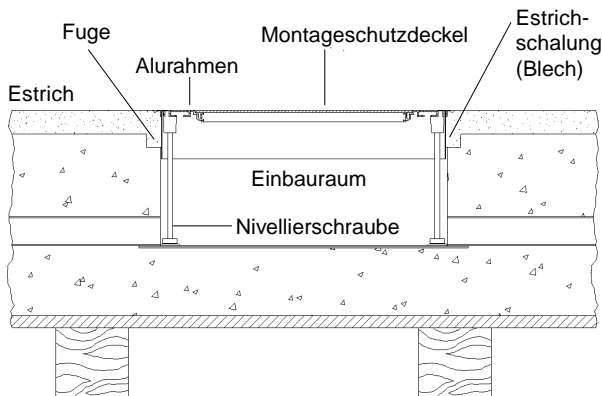 Fuge
Montageschutzdeckel
Estrich-
schalung
(Blech)
Alurahmen
Estrich
Einbauraum
Nivellierschraube